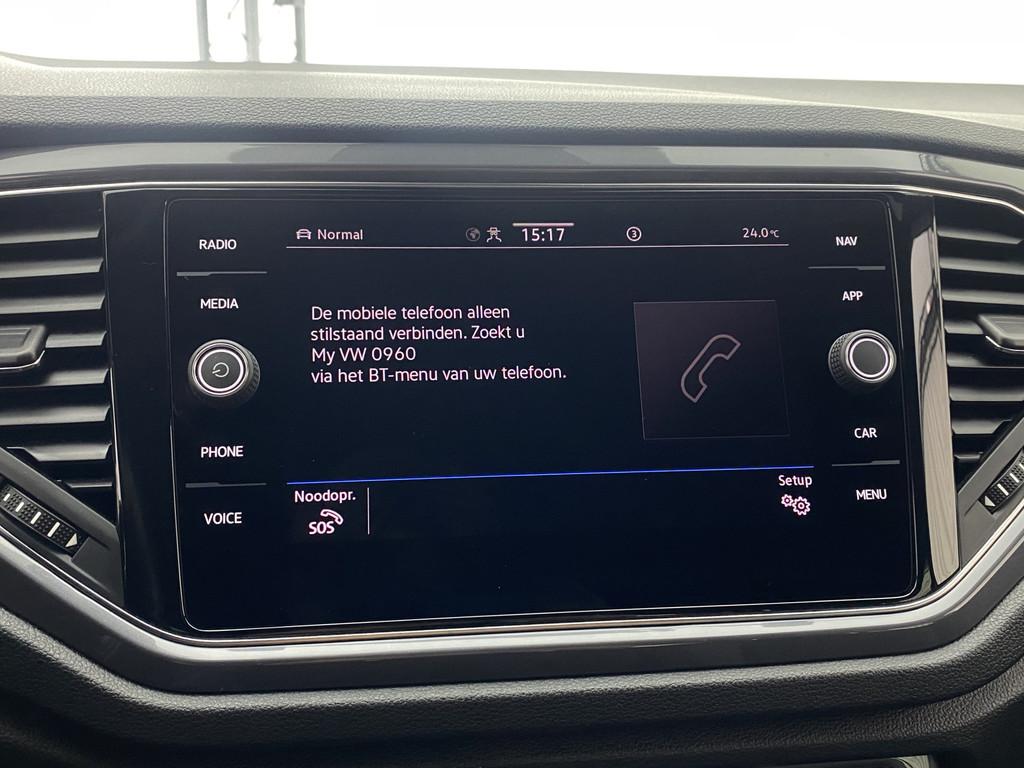 RADIO
MEDIA
PHONE
VOICE
Normal
15:17
3
24.0°C
De mobiele telefoon alleen
stilstaand verbinden. Zoekt u
My VW 0960
via het BT-menu van uw telefoon.
Noodopr.
SOS
Setup
NAV
APP
CAR
MENU